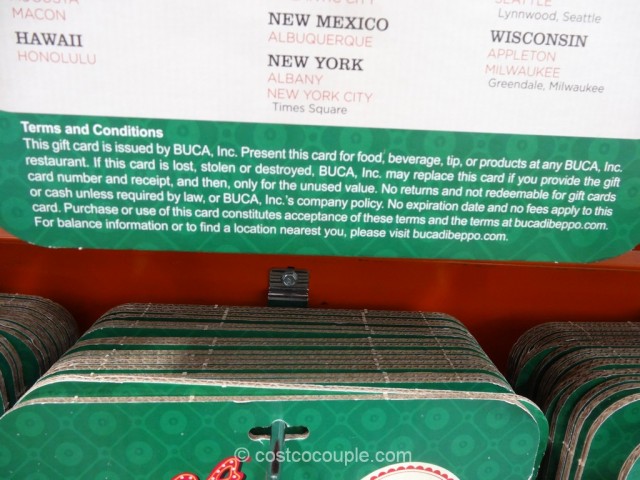 AUGUSTA
MACON
HAWAII
HONOLULU
ATLANTIC CITY
NEW MEXICO
ALBUQUERQUE
NEW YORK
ALBANY
NEW YORK CITY
Times Square
SEATTLE
Lynnwood, Seattle
WISCONSIN
APPLETON
MILWAUKEE
Greendale, Milwaukee
Terms and Conditions
This gift card is issued by BUCA, Inc. Present this card for food, beverage, tip, or products at any BUCA, Inc.
restaurant. If this card is lost, stolen or destroyed, BUCA, Inc. may replace this card if you provide the gift
card number and receipt, and then, only for the unused value. No returns and not redeemable for gift cards
or cash unless required by law, or BUCA, Inc.'s company policy. No expiration date and no fees apply to this
card. Purchase or use of this card constitutes acceptance of these terms and the terms at bucadibeppo.com.
For balance information or to find a location nearest you, please visit bucadibeppo.com.
© costcocouple.com